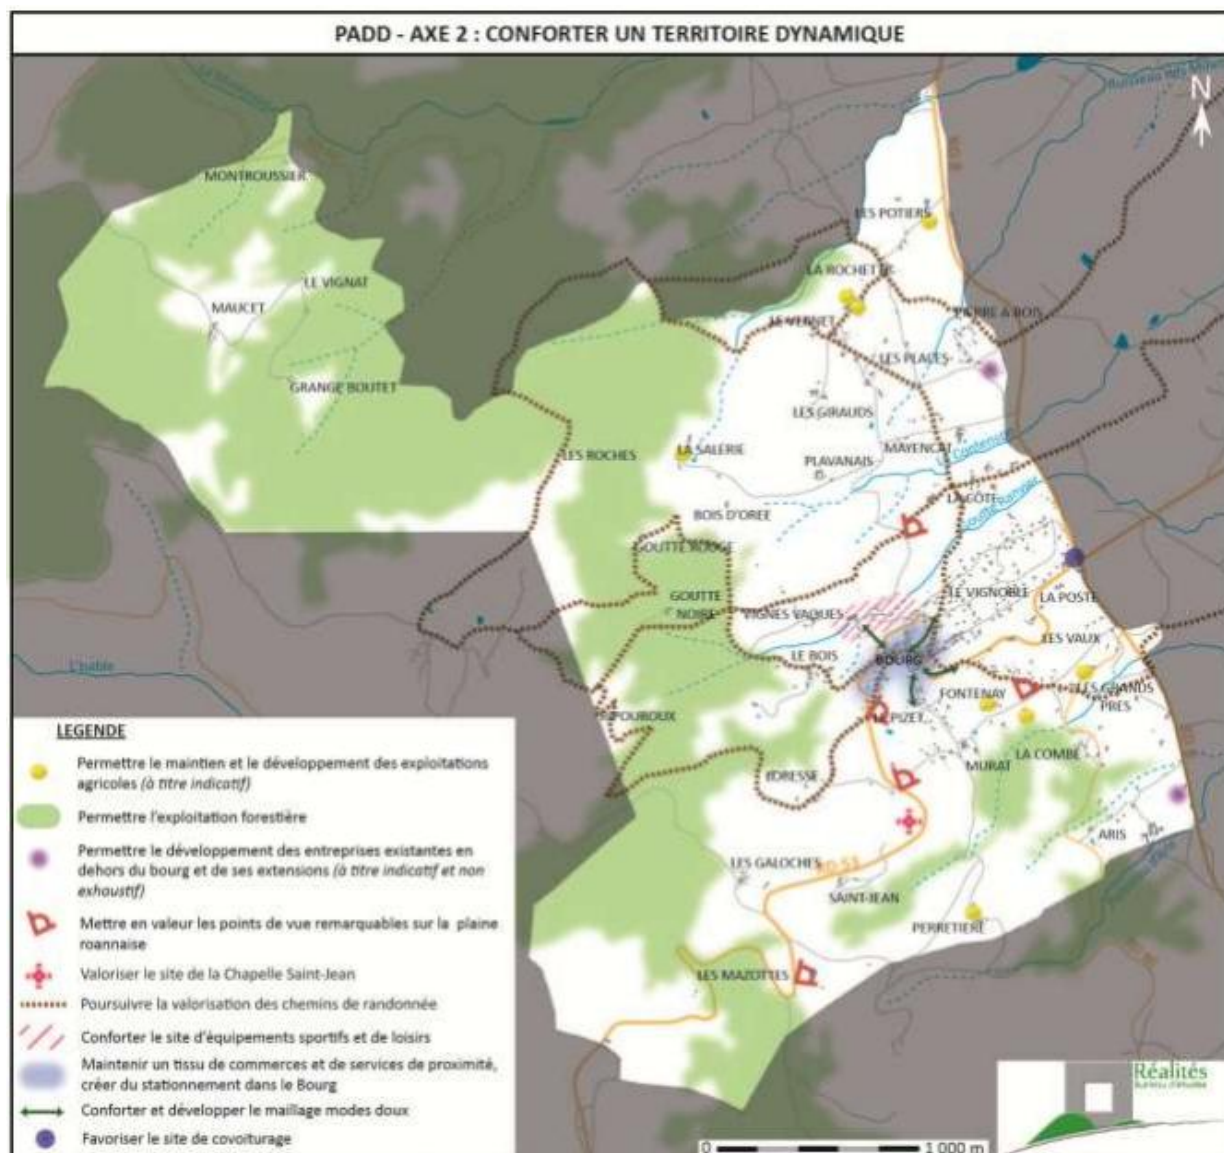 PADD - AXE 2 : CONFORTER UN TERRITOIRE DYNAMIQUE
N
MONTROUSSIER
LES POTIERS
LA ROCHETTE
LE VIGNAT
MAUCET
LE VERNET
PIERRE A BOIS
LES PLACES
GRANGE BOUTET
LES GIRAUDS
LES ROCHES
LA SALERIE
MAYENCAT
PLAVANAIS
LA CÔTE
BOIS D'OREE
GOUTTE ROUGE
GOUTTE
NOIRE
VIGNES VAQUES
LE VIGNOBLE
LA POSTE
LES VAUX
LE BOIS
BOURG
FONTENAY
LES GRANDS
PRES
POUROUX
LE PIZET
LA COMBE
MURAT
IDRESSE
ARIS
LES GALOCHES
RD 51
SAINT-JEAN
PERRETIERE
LES MAZOTTES
LEGENDE
Permettre le maintien et le développement des exploitations
agricoles (à titre indicatif)
Permettre l'exploitation forestière
Permettre le développement des entreprises existantes en
dehors du bourg et de ses extensions (à titre indicatif et non
exhaustif)
Mettre en valeur les points de vue remarquables sur la plaine
roannaise
Valoriser le site de la Chapelle Saint-Jean
Poursuivre la valorisation des chemins de randonnée
Conforter le site d'équipements sportifs et de loisirs
Maintenir un tissu de commerces et de services de proximité,
créer du stationnement dans le Bourg
Conforter et développer le maillage modes doux
Favoriser le site de covoiturage
0 1 000 m
Réalités
Bureau d'études